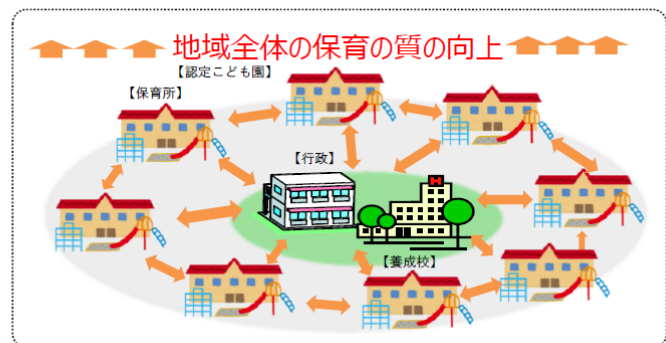 地域全体の保育の質の向上
【認定こども園】
【保育所】
【行政】
【養成校】
H